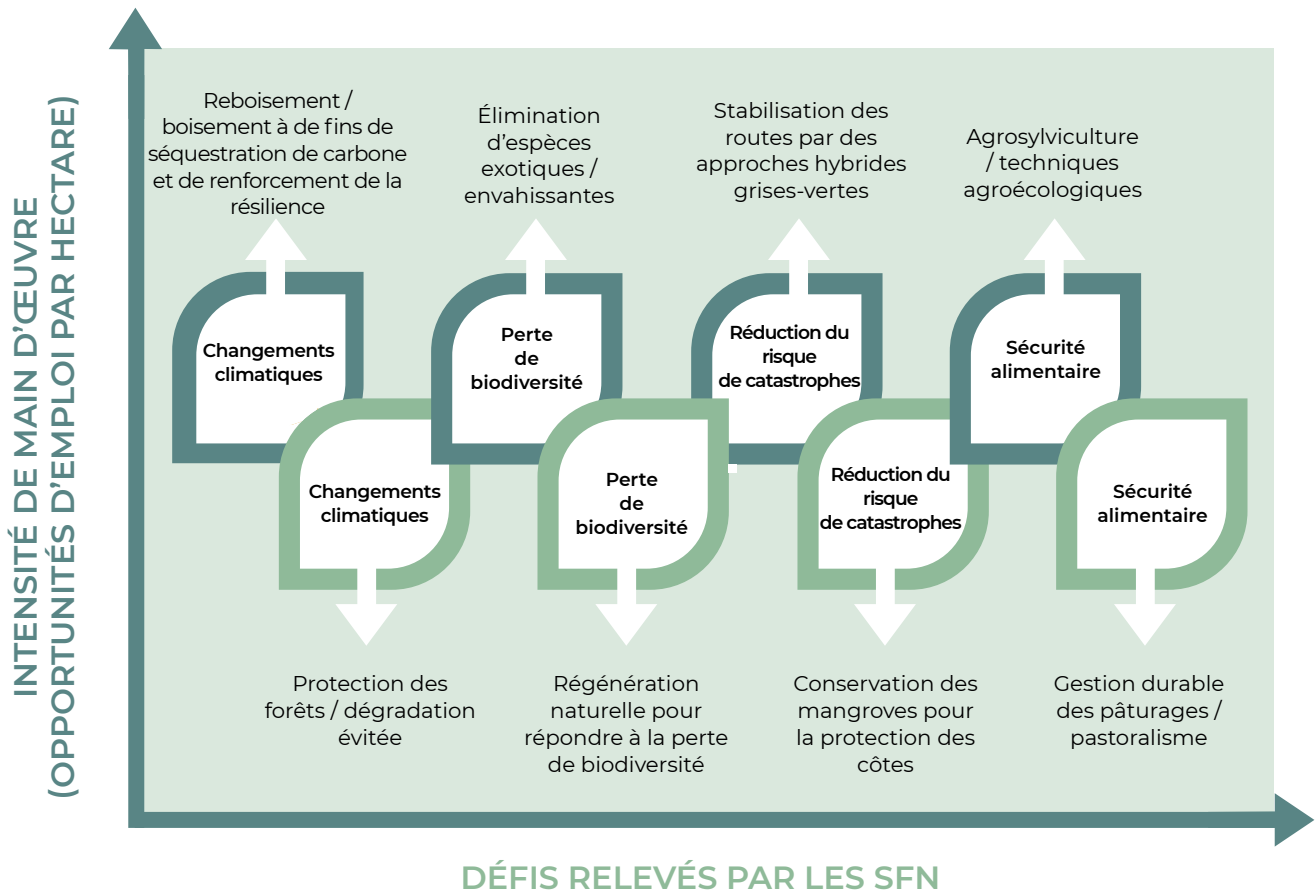 INTENSITÉ DE MAIN D'ŒUVRE
(OPPORTUNITÉS D'EMPLOI PAR HECTARE)
Reboisement /
boisement à de fins de
séquestration de carbone
et de renforcement de la
résilience
Élimination
d'espèces
exotiques /
envahissantes
Stabilisation des
routes par des
approches hybrides
grises-vertes
Agrosylviculture
/ techniques
agroécologiques
Changements
climatiques
Perte
de
biodiversité
Réduction du
risque
de catastrophes
Sécurité
alimentaire
Changements
climatiques
Perte
de
biodiversité
Réduction du
risque
de catastrophes
Sécurité
alimentaire
Protection des
forêts / dégradation
évitée
Régénération
naturelle pour
répondre à la perte
de biodiversité
Conservation des
mangroves pour
la protection des
côtes
Gestion durable
des pâturages /
pastoralisme
DÉFIS RELEVÉS PAR LES SFN